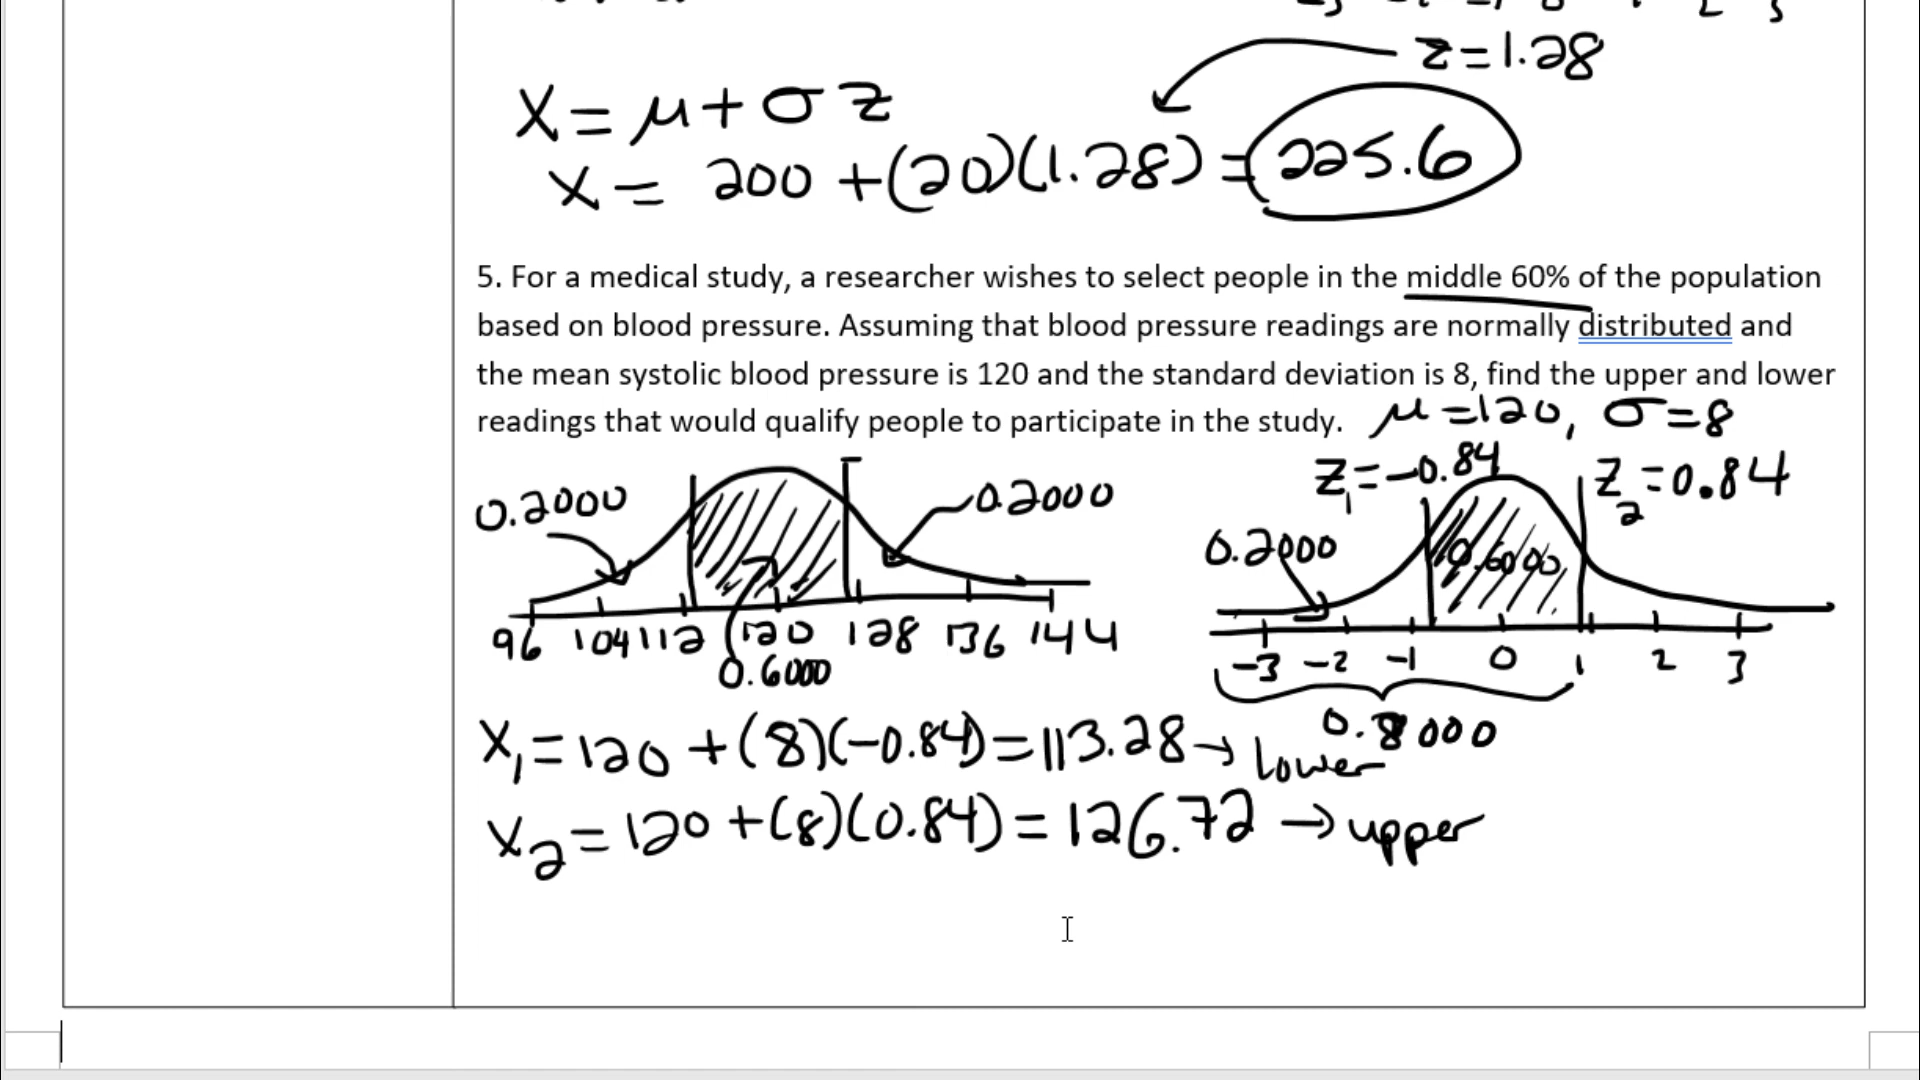 z=1.28
X=μ+σz
X= 200 +(20)(1.28)=225.6
5. For a medical study, a researcher wishes to select people in the middle 60% of the population
based on blood pressure. Assuming that blood pressure readings are normally distributed and
the mean systolic blood pressure is 120 and the standard deviation is 8, find the upper and lower
readings that would qualify people to participate in the study. μ=120, σ=8
z₁=-0.84 z₂=0.84
0.2000 0.2000 0.2000 0.6000
96 104 112 120 128 136 144 -3 -2 -1 0 1 2 3
0.6000
0.8000
X₁=120 +(8)(-0.84)=113.28→ lower
X₂=120 +(8)(0.84)=126.72 → upper